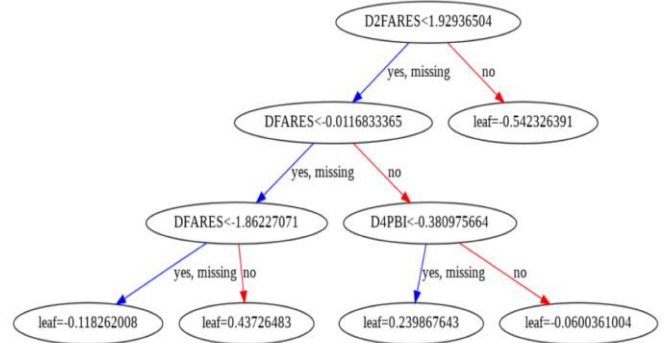 D2FARES<1.92936504
yes, missing
no
DFARES<-0.0116833365
leaf=-0.542326391
yes, missing
no
DFARES<-1.86227071
D4PBI<-0.380975664
yes, missing
no
yes, missing
no
leaf=-0.118262008
leaf=0.43726483
leaf=0.239867643
leaf=-0.0600361004